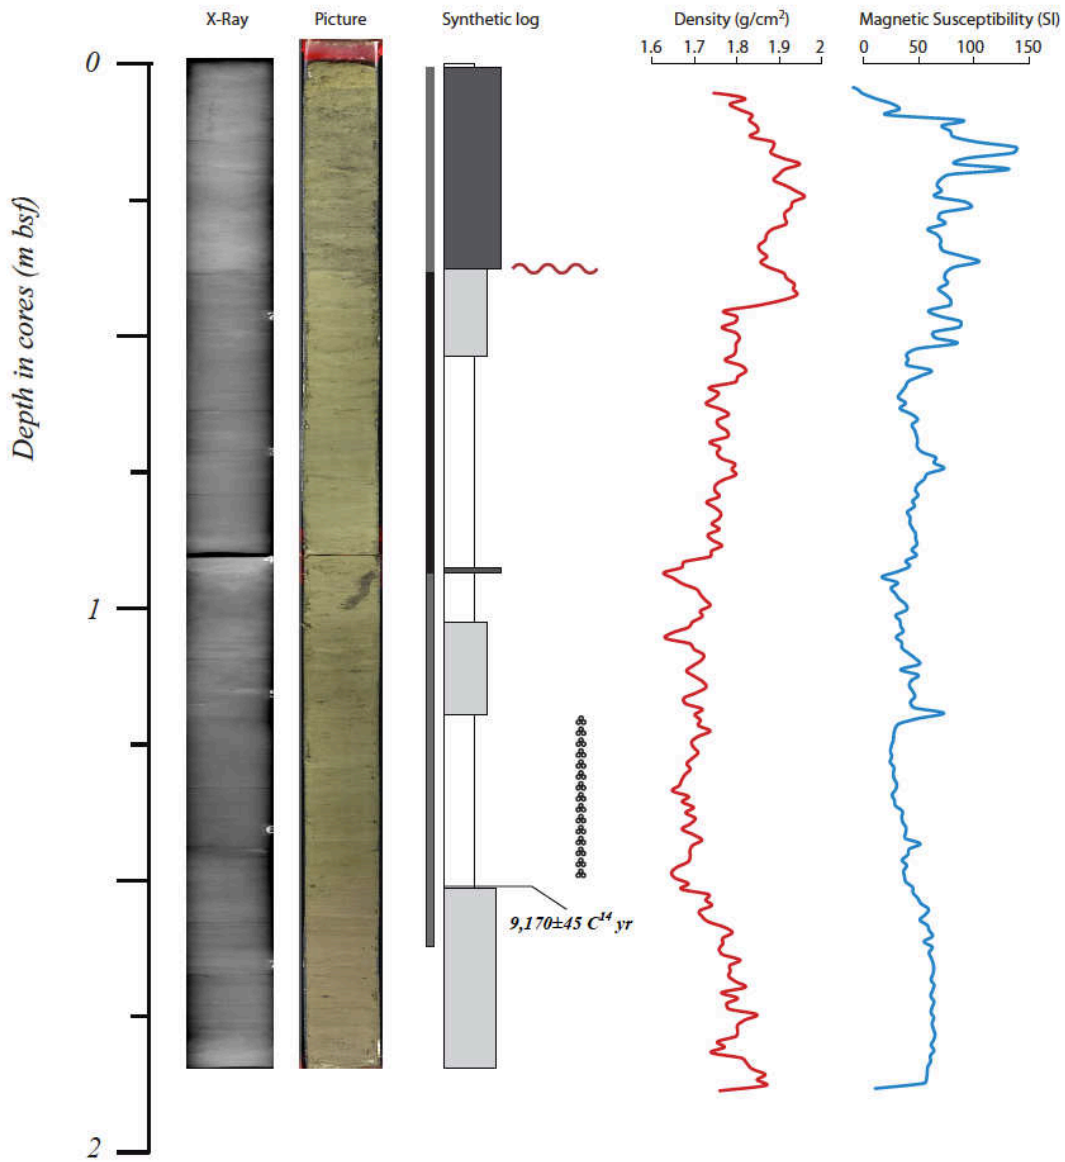 X-Ray Picture Synthetic log Density (g/cm²) Magnetic Susceptibility (SI)
1.6 1.7 1.8 1.9 2 0 50 100 150
0
Depth in cores (m bsf)
1
9,170±45 C¹⁴ yr
2